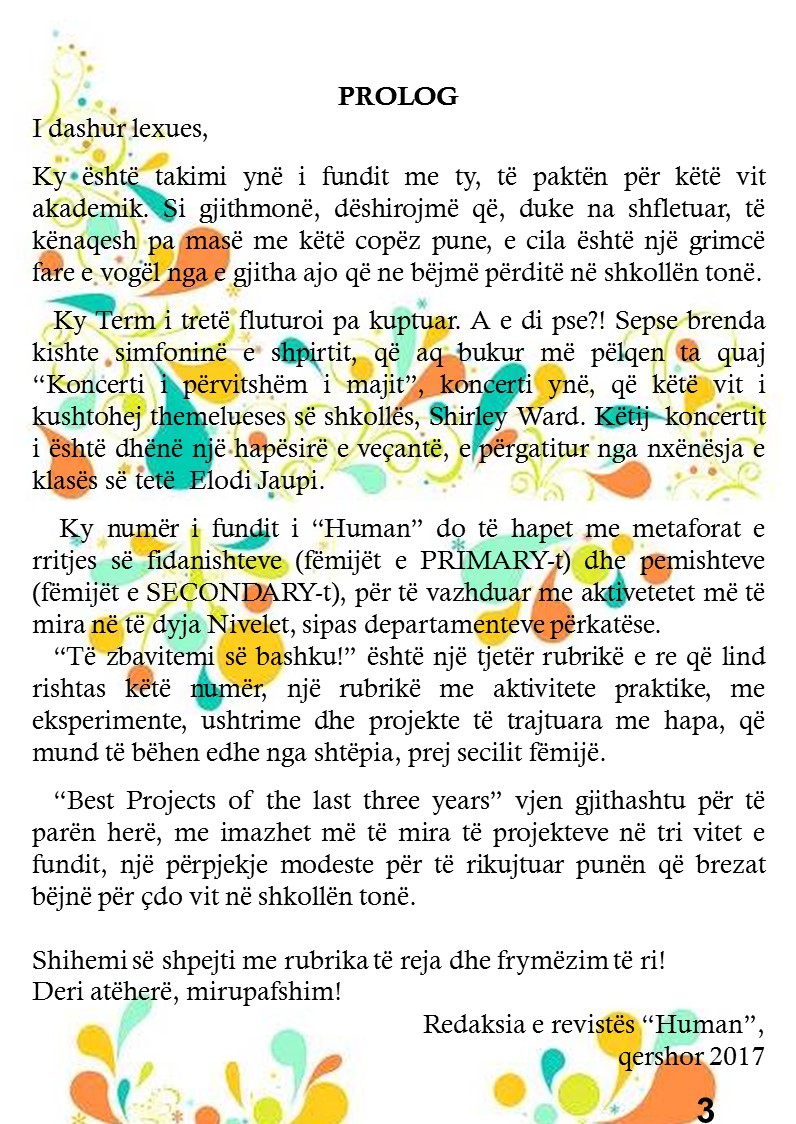 PROLOG
I dashur lexues,
Ky është takimi ynë i fundit me ty, të paktën për këtë vit
akademik. Si gjithmonë, dëshirojmë që, duke na shfletuar, të
kënaqesh pa masë me këtë copëz pune, e cila është një grimcë
fare e vogël nga e gjitha ajo që ne bëjmë përditë në shkollën tonë.
Ky Term i tretë fluturoi pa kuptuar. A e di pse?! Sepse brenda
kishte simfoninë e shpirtit, që aq bukur më pëlqen ta quaj
“Koncerti i përvitshëm i majit”, koncerti ynë, që këtë vit i
kushtohej themelueses së shkollës, Shirley Ward. Këtij koncertit
i është dhënë një hapësirë e veçantë, e përgatitur nga nxënësja e
klasës së tetë Elodi Jaupi.
Ky numër i fundit i “Human” do të hapet me metaforat e
rritjes së fidanishteve (fëmijët e PRIMARY-t) dhe pemishteve
(fëmijët e SECONDARY-t), për të vazhduar me aktivetetet më të
mira në të dyja Nivelet, sipas departamenteve përkatëse.
“Të zbavitemi së bashku!” është një tjetër rubrikë e re që lind
rishtas këtë numër, një rubrikë me aktivitete praktike, me
eksperimente, ushtrime dhe projekte të trajtuara me hapa, që
mund të bëhen edhe nga shtëpia, prej secilit fëmijë.
“Best Projects of the last three years” vjen gjithashtu për të
parën herë, me imazhet më të mira të projekteve në tri vitet e
fundit, një përpjekje modeste për të rikujtuar punën që brezat
bëjnë për çdo vit në shkollën tonë.
Shihemi së shpejti me rubrika të reja dhe frymëzim të ri!
Deri atëherë, mirupafshim!
Redaksia e revistës “Human”,
qershor 2017
3